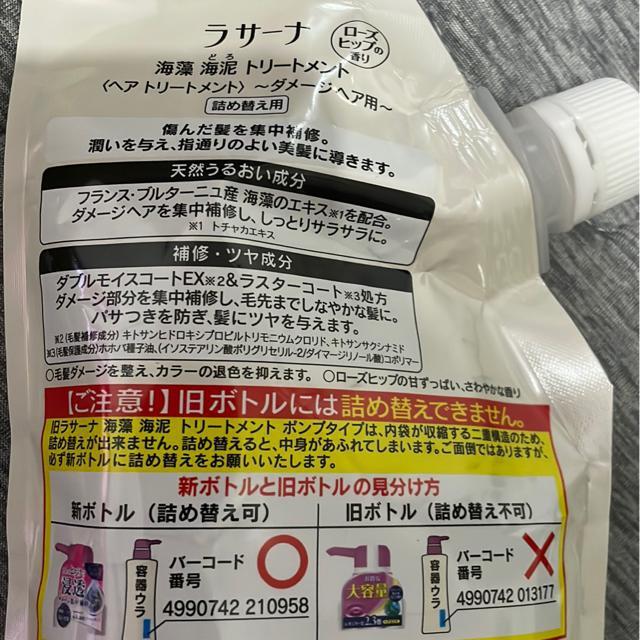 ラサーナ
ローズ
ヒップの
香り
海藻 海泥 トリートメント
どろ
〈ヘア トリートメント〉 ～ダメージ ヘア用～
詰め替え用
傷んだ髪を集中補修。
潤いを与え、指通りのよい美髪に導きます。
天然うるおい成分
フランス・ブルターニュ産 海藻のエキス※1を配合。
ダメージヘアを集中補修し、しっとりサラサラに。
※1 トチャカエキス
補修・ツヤ成分
ダブルモイスコートEX※2&ラスターコート※3処方
ダメージ部分を集中補修し、毛先までしなやかな髪に。
パサつきを防ぎ、髪にツヤを与えます。
※2(毛髪補修成分)キトサンヒドロキシプロピルトリモニウムクロリド、キトサンサクシナミド
※3(毛髪保護成分)ホホバ種子油、(イソステアリン酸ポリグリセリル-2/ダイマージリノール酸)コポリマー
○毛髪ダメージを整え、カラーの退色を抑えます。 ○ローズヒップの甘ずっぱい、さわやかな香り
【ご注意!】旧ボトルには詰め替えできません。
旧ラサーナ 海藻 海泥 トリートメント ポンプタイプは、内袋が収縮する二重構造のため、
詰め替えが出来ません。詰め替えると、中身があふれてしまいます。ご面倒ではありますが、
必ず新ボトルに詰め替えをお願いいたします。
新ボトルと旧ボトルの見分け方
新ボトル（詰め替え可） 旧ボトル（詰め替え不可）
浸透
容器ウラ
バーコード
番号
4990742 210958
大容量
2.3倍
容器ウラ
バーコード
番号
4990742 013177